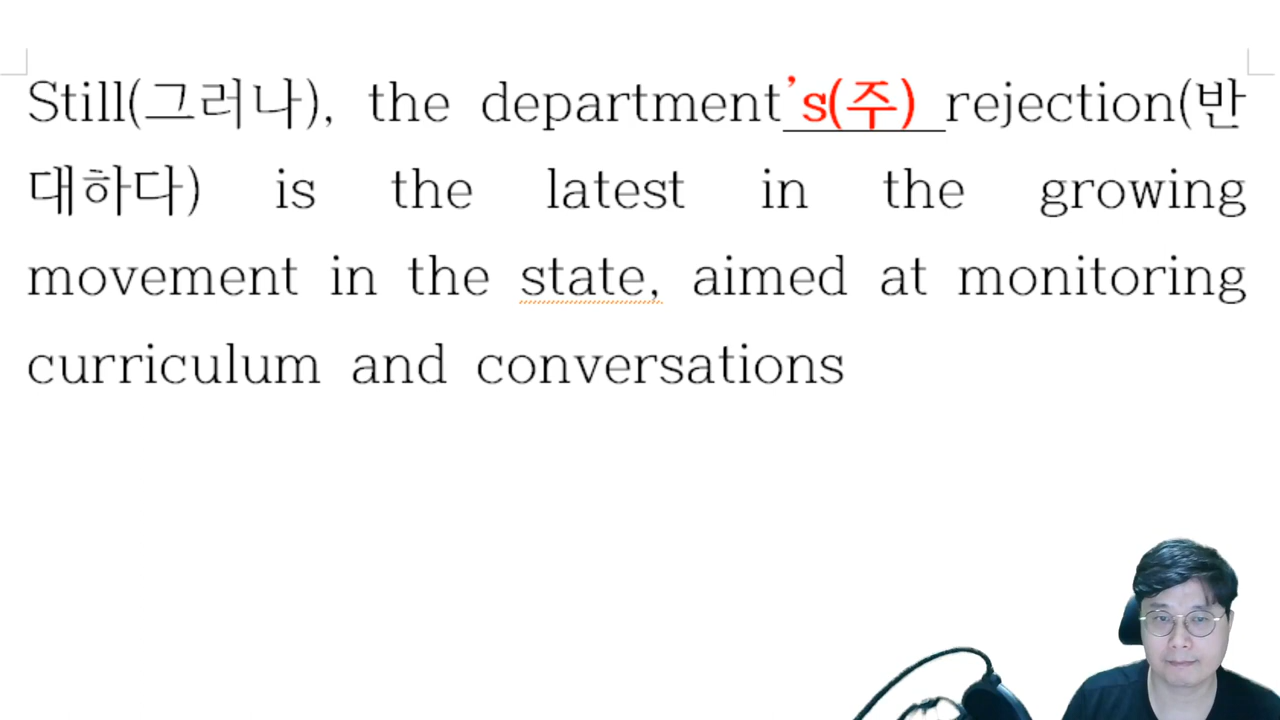 Still(그러나), the department's(주) rejection(반
대하다) is the latest in the growing
movement in the state, aimed at monitoring
curriculum and conversations